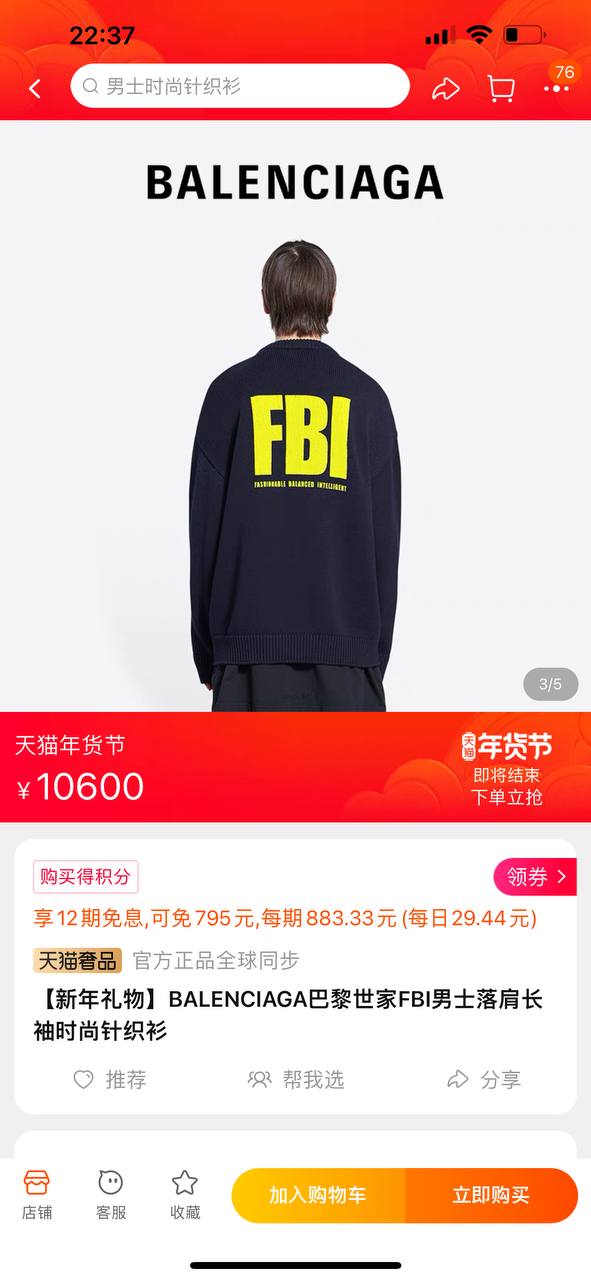 22:37
男士时尚针织衫
76
BALENCIAGA
FBI
FASHIONABLE BALANCED INTELLIGENT
3/5
天猫年货节
¥10600
天猫年货节
即将结束
下单立抢
购买得积分
领券
享12期免息,可免795元,每期883.33元(每日29.44元)
天猫奢品 官方正品全球同步
【新年礼物】BALENCIAGA巴黎世家FBI男士落肩长
袖时尚针织衫
推荐 帮我选 分享
店铺 客服 收藏 加入购物车 立即购买